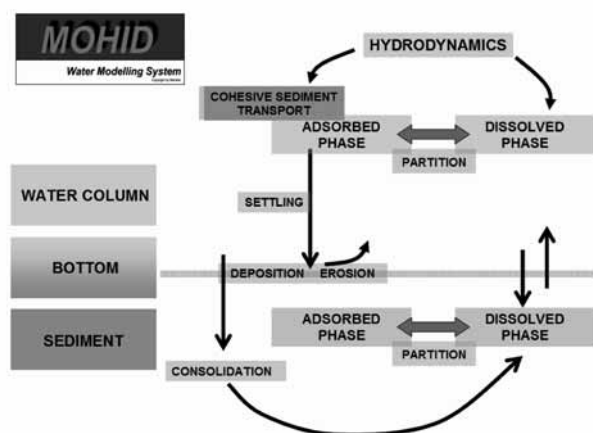 MOHID
Water Modelling System
HYDRODYNAMICS
COHESIVE SEDIMENT
TRANSPORT
ADSORBED
PHASE
DISSOLVED
PHASE
PARTITION
WATER COLUMN
SETTLING
BOTTOM
DEPOSITION EROSION
SEDIMENT
ADSORBED
PHASE
DISSOLVED
PHASE
PARTITION
CONSOLIDATION